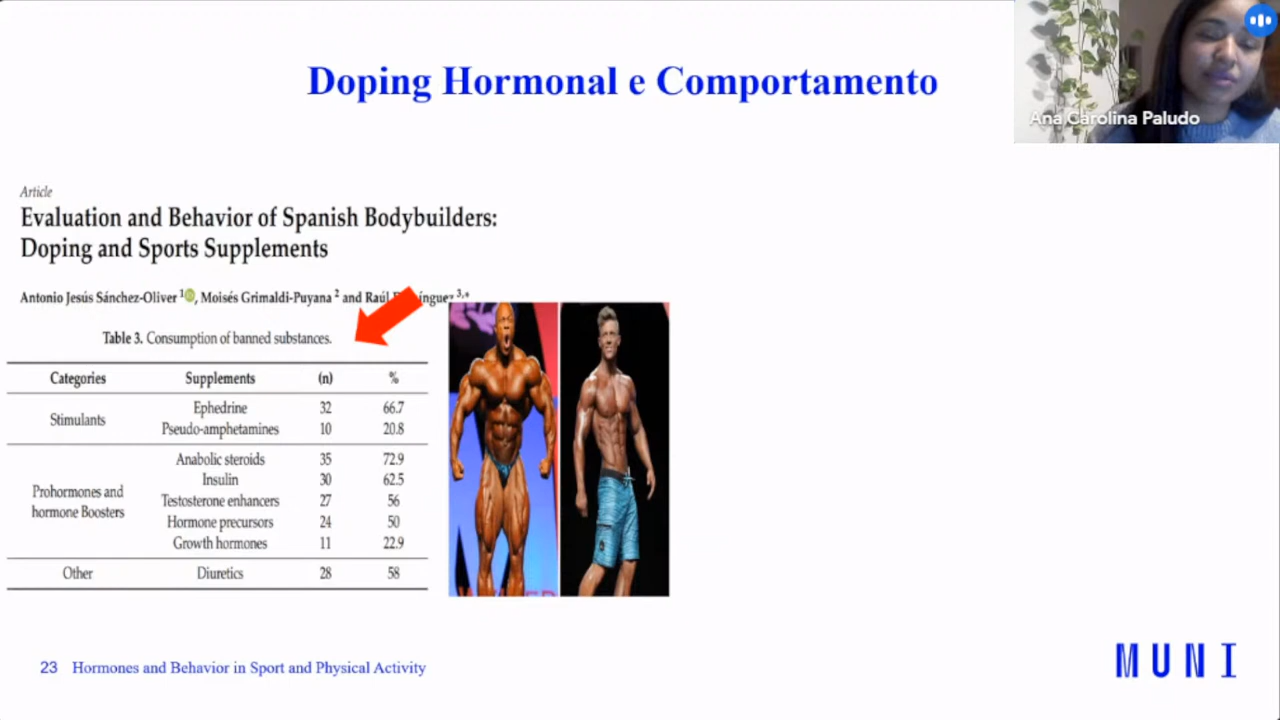 Doping Hormonal e Comportamento
Ana Carolina Paludo
Article
Evaluation and Behavior of Spanish Bodybuilders:
Doping and Sports Supplements
Antonio Jesús Sánchez-Oliver 1, Moisés Grimaldi-Puyana 2 and Raúl 3,*
Table 3. Consumption of banned substances.
Categories Supplements (n) %
Stimulants
Ephedrine 32 66.7
Pseudo-amphetamines 10 20.8
Prohormones and
hormone Boosters
Anabolic steroids 35 72.9
Insulin 30 62.5
Testosterone enhancers 27 56
Hormone precursors 24 50
Growth hormones 11 22.9
Other Diuretics 28 58
23 Hormones and Behavior in Sport and Physical Activity
MUNI